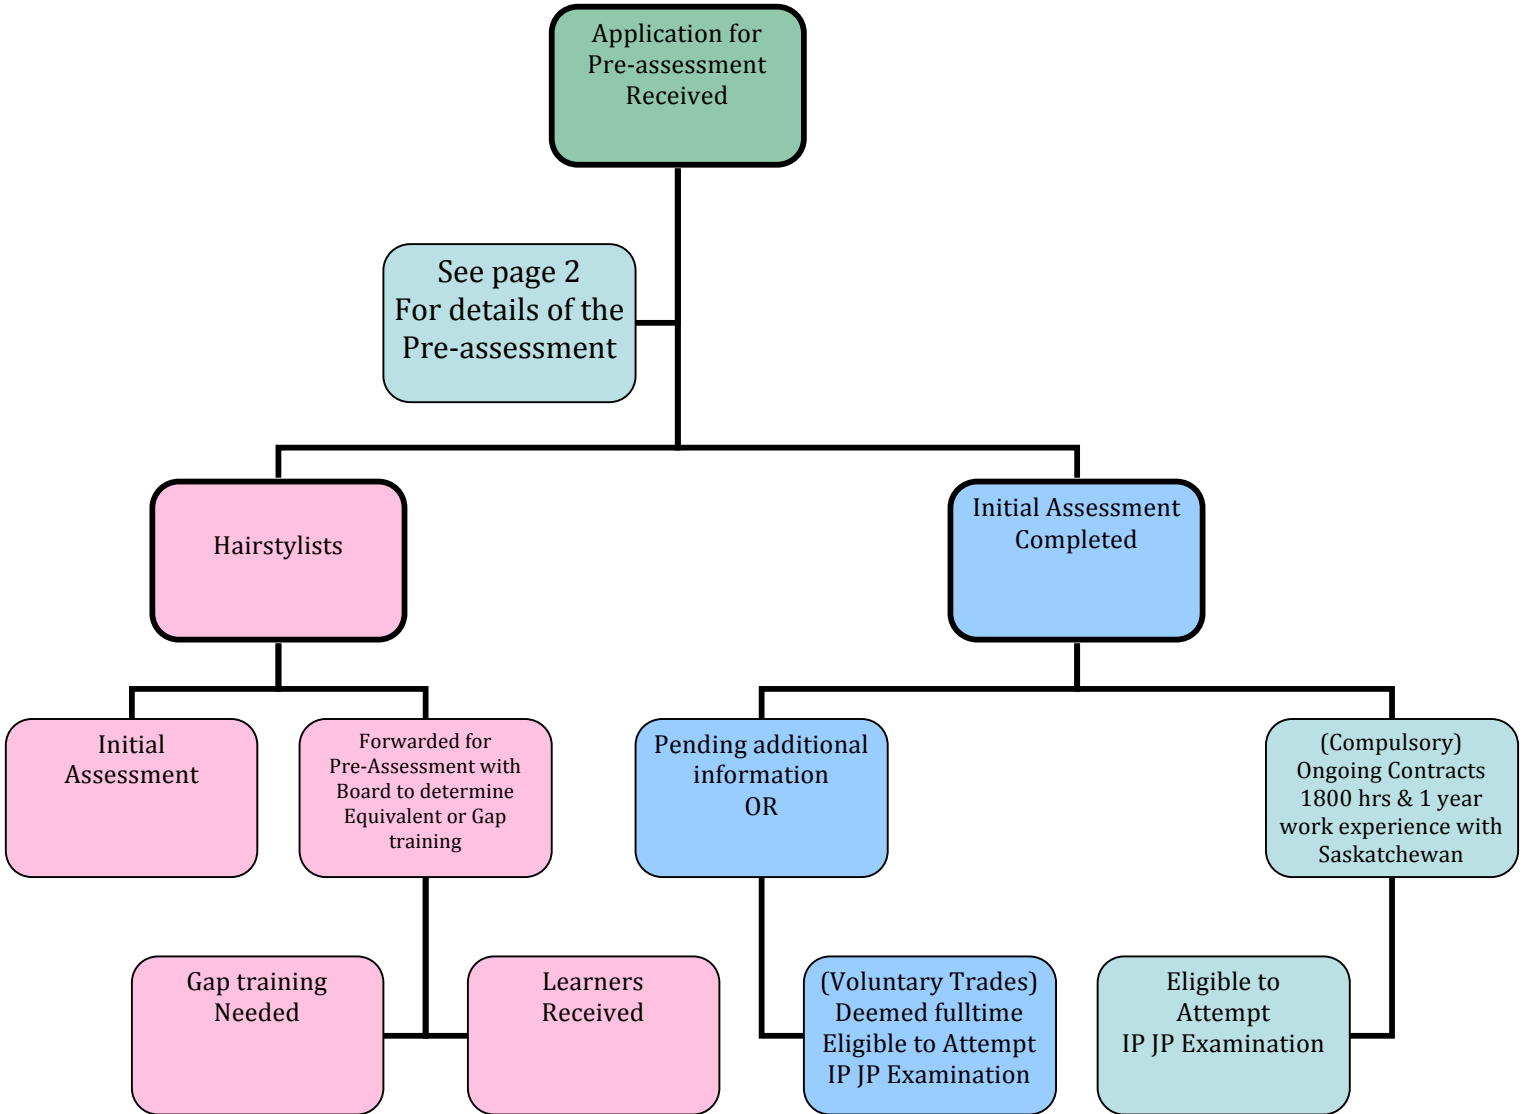 Application for
Pre-assessment
Received
See page 2
For details of the
Pre-assessment
Hairstylists
Initial Assessment
Completed
Initial
Assessment
Forwarded for
Pre-Assessment with
Board to determine
Equivalent or Gap
training
Pending additional
information
OR
(Compulsory)
Ongoing Contracts
1800 hrs & 1 year
work experience with
Saskatchewan
Gap training
Needed
Learners
Received
(Voluntary Trades)
Deemed fulltime
Eligible to Attempt
IP JP Examination
Eligible to
Attempt
IP JP Examination